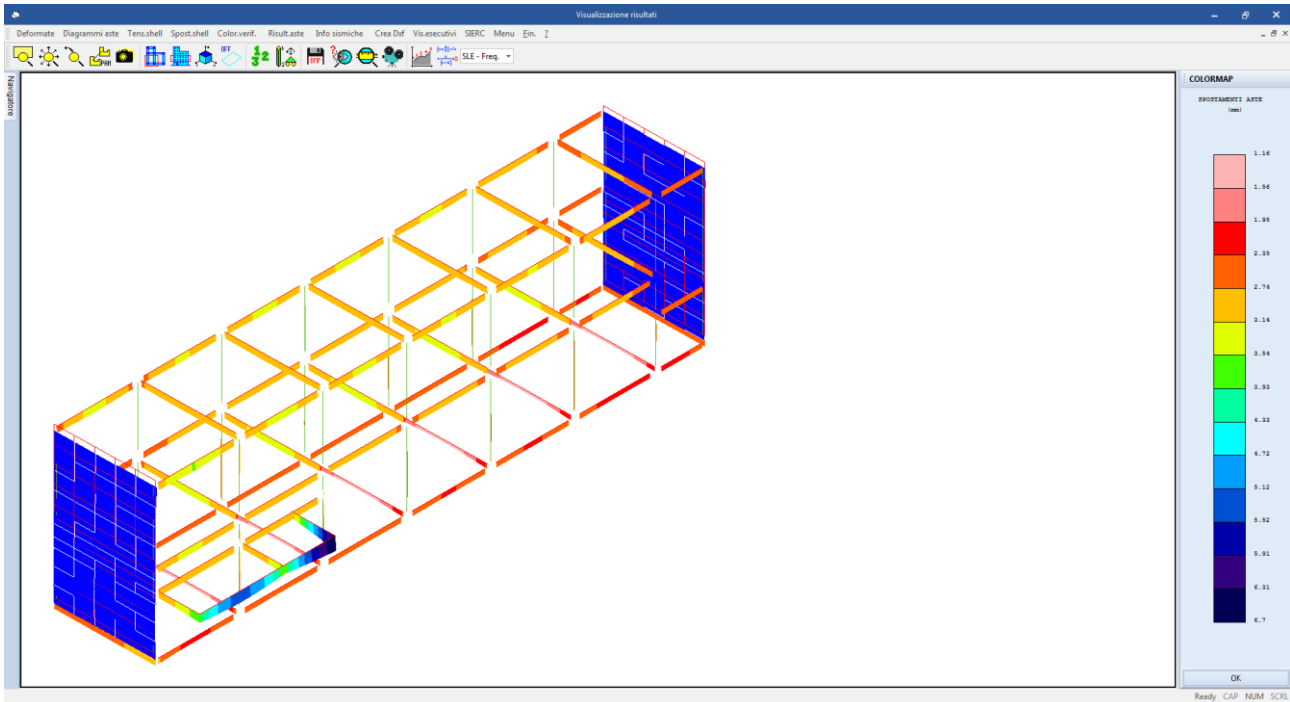 Visualizzazione risultati
Deformate Diagrammi aste Tens.shell Spost.shell Color.verif. Risult.aste Info sismiche Crea Dxf Vis.esecutivi SIERC Menu Ein. ?
PAN
OFF
SLE - Freq.
Navigatore
COLORMAP
SPOSTAMENTI ASTE
(mm)
1.16
1.56
1.95
2.35
2.74
3.14
3.54
3.93
4.33
4.72
5.12
5.52
5.91
6.31
6.7
OK
Ready CAP NUM SCRL